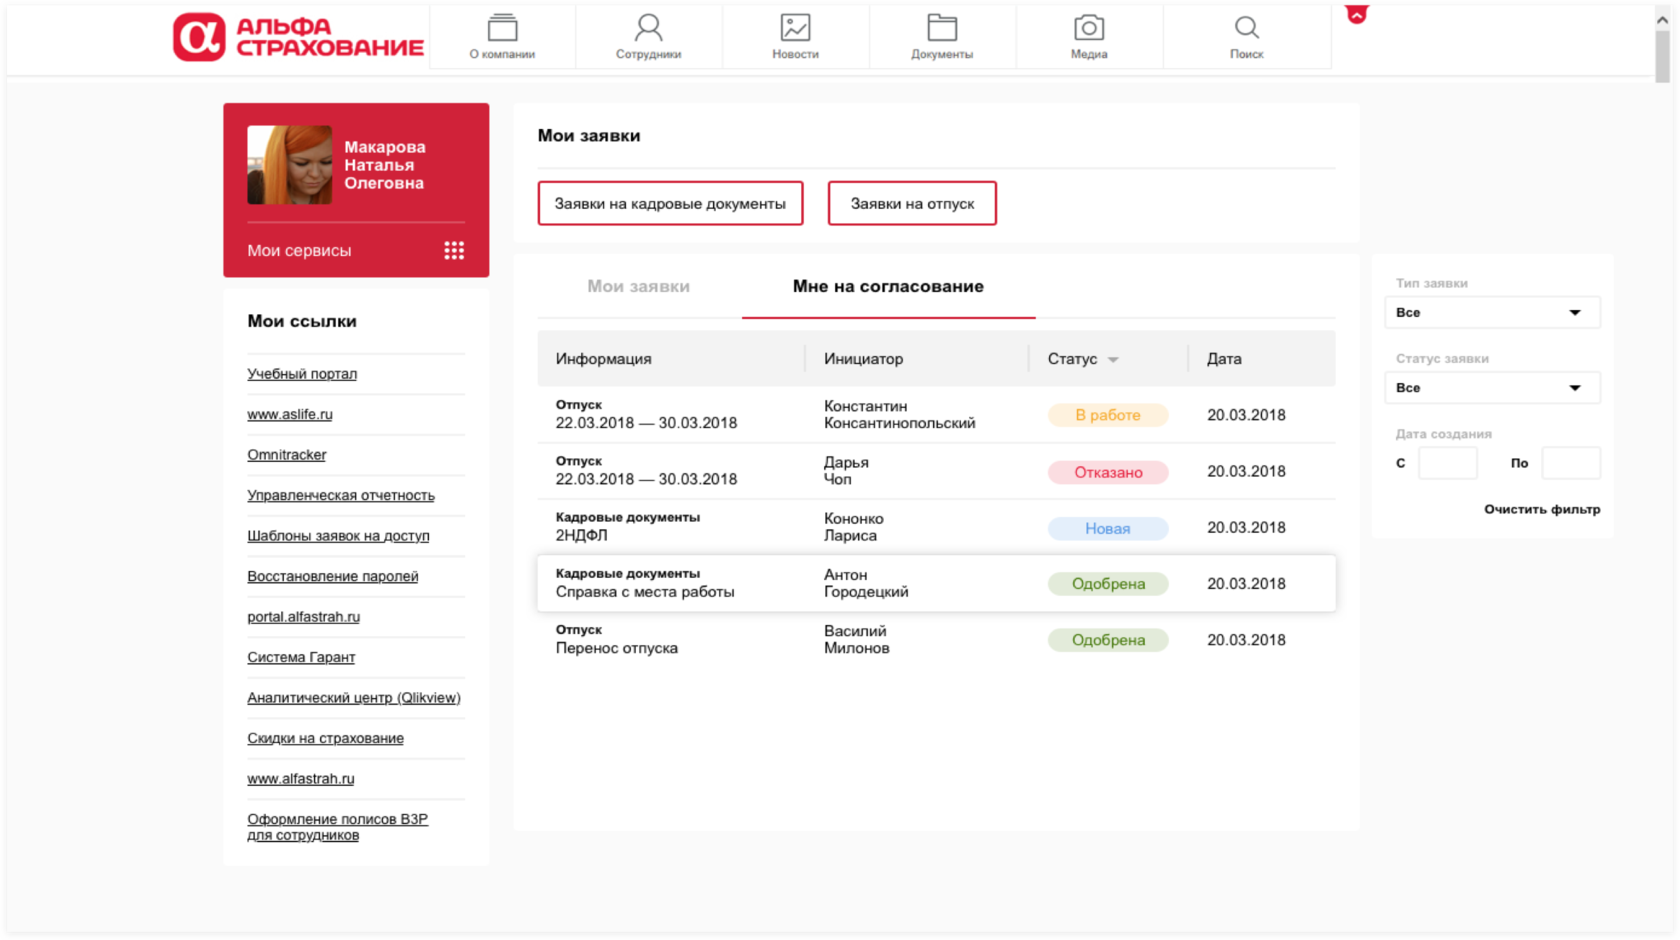 АЛЬФА
СТРАХОВАНИЕ
О компании
Сотрудники
Новости
Документы
Медиа
Поиск
Макарова
Наталья
Олеговна
Мои сервисы
Мои ссылки
Учебный портал
www.aslife.ru
Omnitracker
Управленческая отчетность
Шаблоны заявок на доступ
Восстановление паролей
portal.alfastrah.ru
Система Гарант
Аналитический центр (Qlikview)
Скидки на страхование
www.alfastrah.ru
Оформление полисов ВЗР
для сотрудников
Мои заявки
Заявки на кадровые документы
Заявки на отпуск
Мои заявки
Мне на согласование
Информация
Инициатор
Статус
Дата
Отпуск
22.03.2018 — 30.03.2018
Константин
Консантинопольский
В работе
20.03.2018
Отпуск
22.03.2018 — 30.03.2018
Дарья
Чоп
Отказано
20.03.2018
Кадровые документы
2НДФЛ
Кононко
Лариса
Новая
20.03.2018
Кадровые документы
Справка с места работы
Антон
Городецкий
Одобрена
20.03.2018
Отпуск
Перенос отпуска
Василий
Милонов
Одобрена
20.03.2018
Тип заявки
Все
Статус заявки
Все
Дата создания
С
По
Очистить фильтр